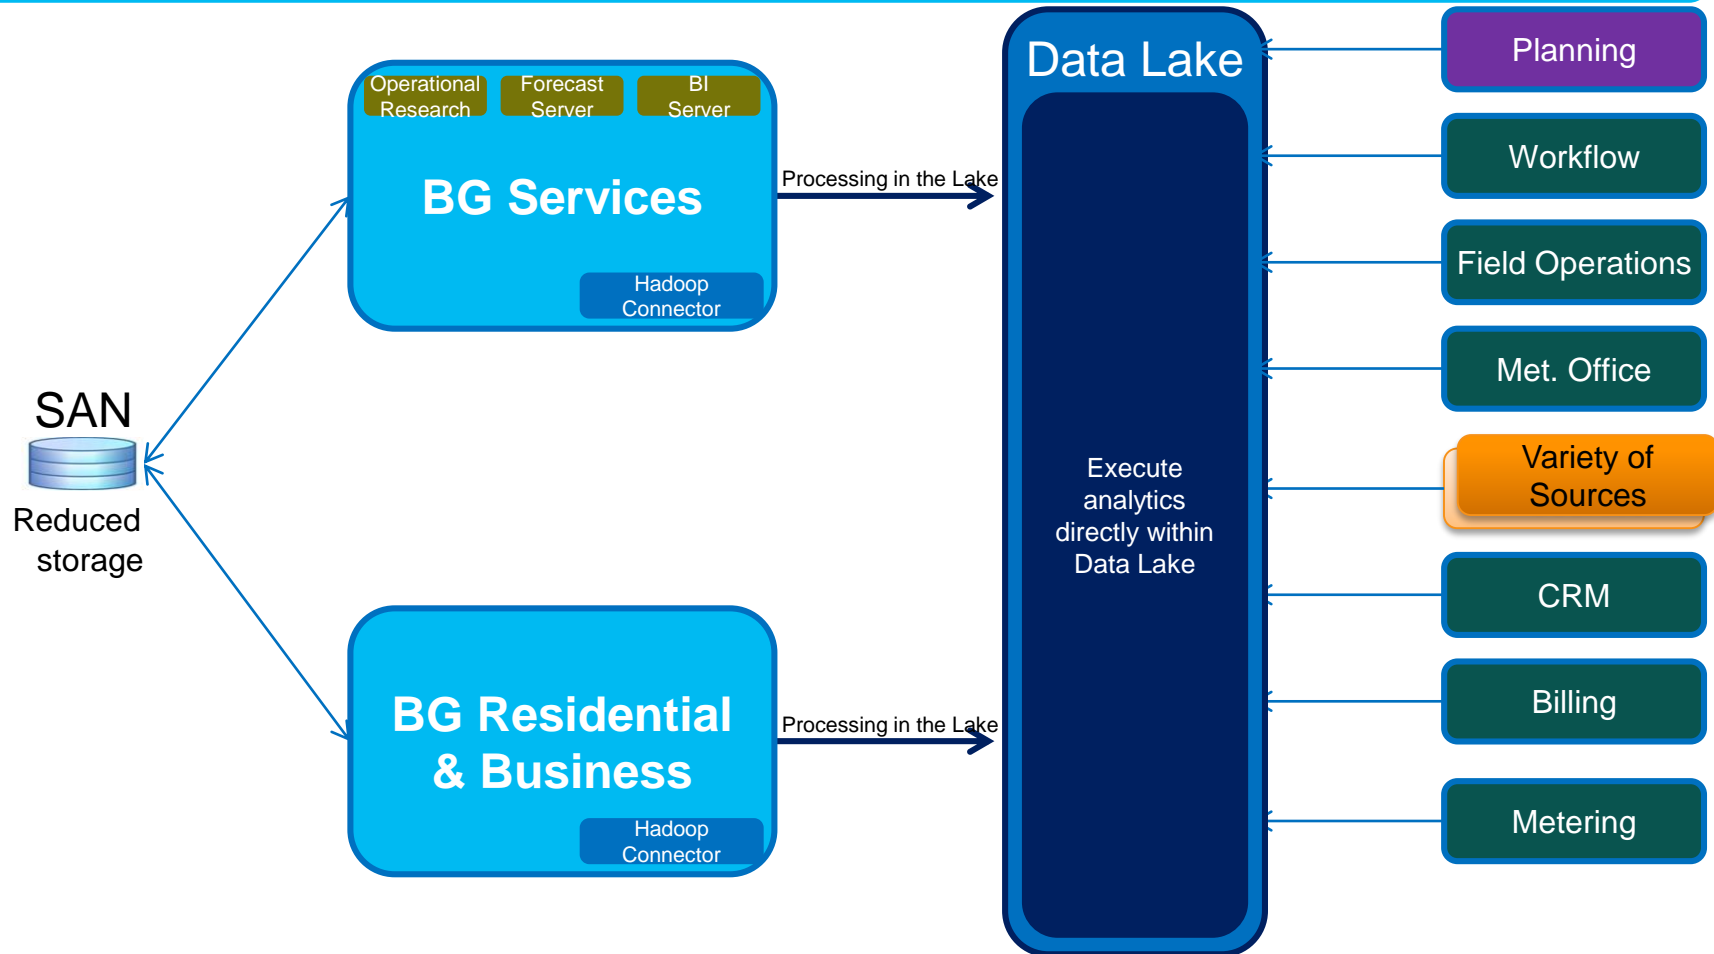 SAN
Reduced
storage
Operational
Research
Forecast
Server
BI
Server
BG Services
Hadoop
Connector
BG Residential
& Business
Hadoop
Connector
Processing in the Lake
Processing in the Lake
Data Lake
Execute
analytics
directly within
Data Lake
Planning
Workflow
Field Operations
Met. Office
Variety of
Sources
CRM
Billing
Metering